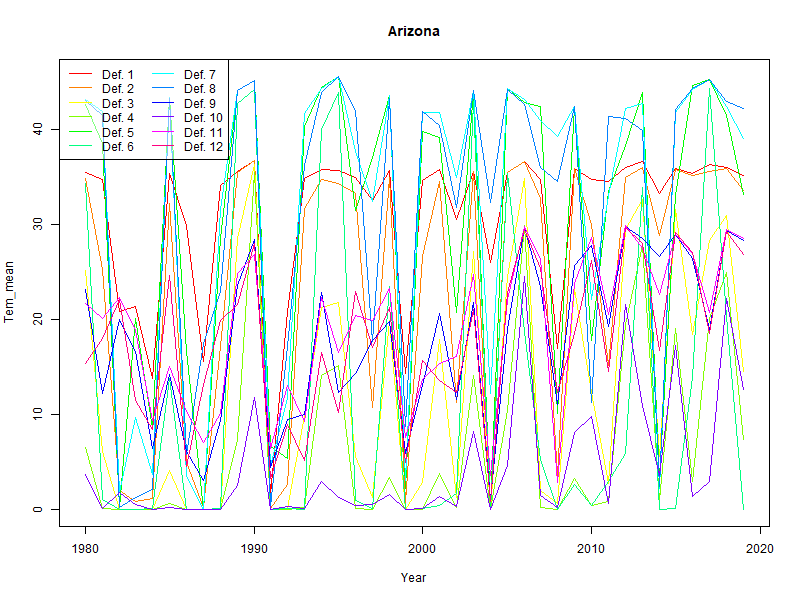 Arizona
Def. 1 Def. 7
Def. 2 Def. 8
Def. 3 Def. 9
Def. 4 Def. 10
Def. 5 Def. 11
Def. 6 Def. 12
Tem_mean
40
30
20
10
0
1980 1990 2000 2010 2020
Year